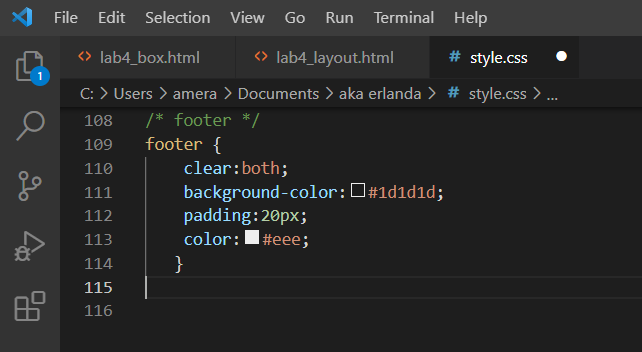 File Edit Selection View Go Run Terminal Help
lab4_box.html lab4_layout.html # style.css
1
C: > Users > amera > Documents > aka erlanda > # style.css > ...
108 /* footer */
109 footer {
110 clear:both;
111 background-color: #1d1d1d;
112 padding:20px;
113 color: #eee;
114 }
115
116